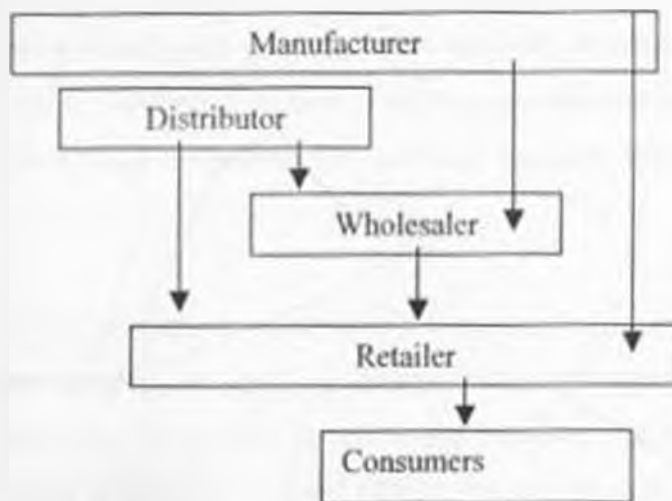 Manufacturer
Distributor
Wholesaler
Retailer
Consumers